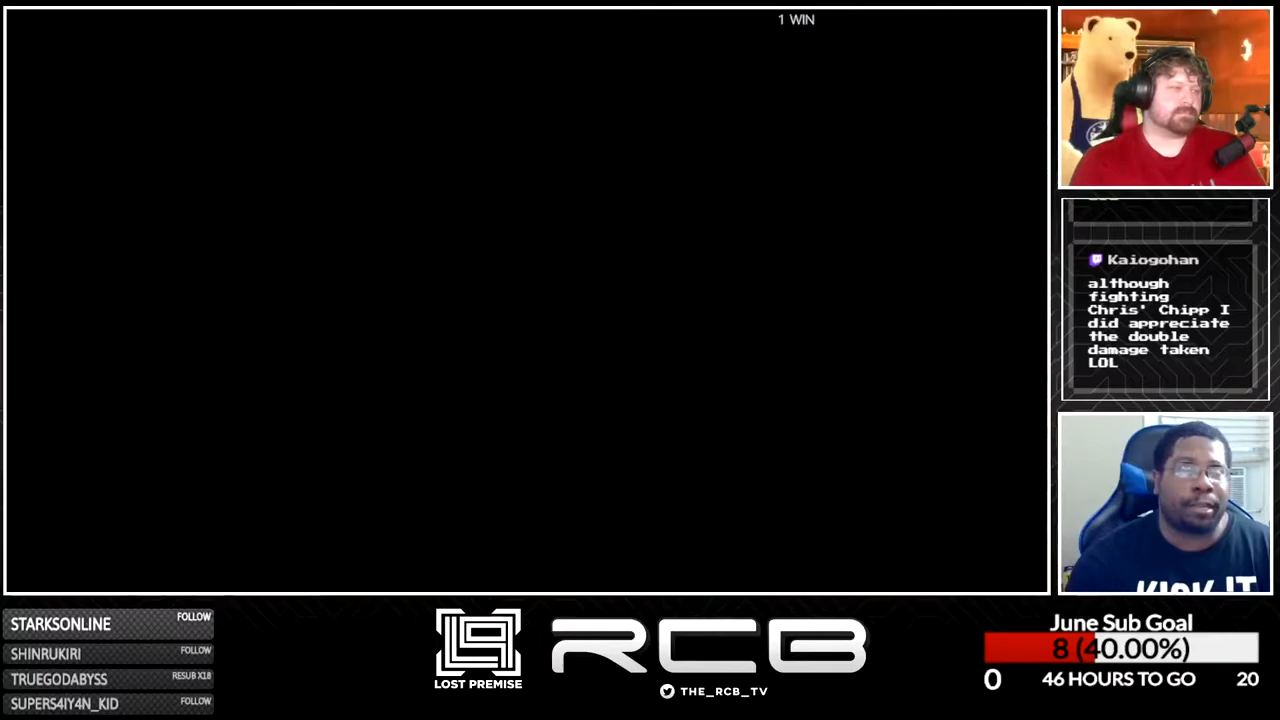 1 WIN
Kaiogohan
although
fighting
Chris' Chipp I
did appreciate
the double
damage taken
LOL
KICK IT
STARKSONLINE FOLLOW
SHINRUKIRI FOLLOW
TRUEGODABYSS RESUB X18
SUPERS4IY4N_KID FOLLOW
LOST PREMISE
RCB
THE_RCB_TV
June Sub Goal
8 (40.00%)
0 46 HOURS TO GO 20